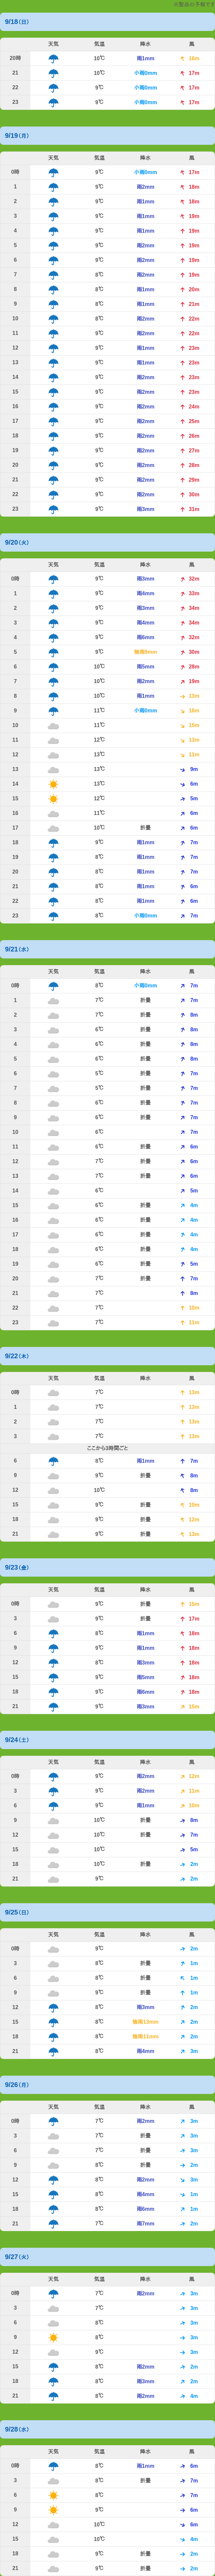 ※登山の予報です
9/18（日）
天気 気温 降水 風
20時 10℃ 雨1mm 16m
21 10℃ 小雨0mm 17m
22 9℃ 小雨0mm 17m
23 9℃ 小雨0mm 17m
9/19（月）
天気 気温 降水 風
0時 9℃ 小雨0mm 17m
1 9℃ 雨2mm 18m
2 9℃ 雨1mm 18m
3 9℃ 雨1mm 19m
4 9℃ 雨1mm 19m
5 9℃ 雨2mm 19m
6 9℃ 雨2mm 19m
7 8℃ 雨2mm 19m
8 8℃ 雨1mm 20m
9 8℃ 雨1mm 21m
10 8℃ 雨2mm 22m
11 9℃ 雨2mm 22m
12 9℃ 雨1mm 23m
13 9℃ 雨1mm 23m
14 9℃ 雨2mm 23m
15 9℃ 雨2mm 23m
16 9℃ 雨2mm 24m
17 9℃ 雨2mm 25m
18 9℃ 雨2mm 26m
19 9℃ 雨2mm 27m
20 9℃ 雨2mm 28m
21 9℃ 雨2mm 29m
22 9℃ 雨2mm 30m
23 9℃ 雨3mm 31m
9/20（火）
天気 気温 降水 風
0時 9℃ 雨3mm 32m
1 9℃ 雨4mm 33m
2 9℃ 雨3mm 34m
3 9℃ 雨4mm 34m
4 9℃ 雨6mm 32m
5 9℃ 強雨9mm 30m
6 10℃ 雨5mm 28m
7 10℃ 雨2mm 19m
8 10℃ 雨1mm 13m
9 11℃ 小雨0mm 16m
10 11℃ 15m
11 12℃ 13m
12 13℃ 11m
13 13℃ 9m
14 13℃ 6m
15 12℃ 5m
16 11℃ 6m
17 10℃ 折曇 6m
18 9℃ 雨1mm 7m
19 8℃ 雨1mm 7m
20 8℃ 雨1mm 7m
21 8℃ 雨1mm 6m
22 8℃ 雨1mm 6m
23 8℃ 小雨0mm 7m
9/21（水）
天気 気温 降水 風
0時 8℃ 小雨0mm 7m
1 7℃ 折曇 7m
2 7℃ 折曇 8m
3 6℃ 折曇 8m
4 6℃ 折曇 8m
5 6℃ 折曇 8m
6 5℃ 折曇 7m
7 5℃ 折曇 7m
8 6℃ 折曇 7m
9 6℃ 折曇 7m
10 6℃ 7m
11 6℃ 折曇 6m
12 7℃ 折曇 6m
13 7℃ 折曇 6m
14 6℃ 5m
15 6℃ 折曇 4m
16 6℃ 折曇 4m
17 6℃ 折曇 4m
18 6℃ 折曇 4m
19 6℃ 折曇 5m
20 7℃ 折曇 7m
21 7℃ 8m
22 7℃ 10m
23 7℃ 11m
9/22（木）
天気 気温 降水 風
0時 7℃ 13m
1 7℃ 13m
2 7℃ 13m
3 7℃ 13m
ここから3時間ごと
6 8℃ 雨1mm 7m
9 9℃ 折曇 8m
12 10℃ 8m
15 9℃ 折曇 10m
18 9℃ 折曇 12m
21 9℃ 折曇 13m
9/23（金）
天気 気温 降水 風
0時 9℃ 折曇 15m
3 9℃ 折曇 17m
6 8℃ 雨1mm 18m
9 9℃ 雨1mm 18m
12 8℃ 雨3mm 18m
15 9℃ 雨5mm 18m
18 9℃ 雨6mm 18m
21 9℃ 雨3mm 15m
9/24（土）
天気 気温 降水 風
0時 9℃ 雨2mm 12m
3 9℃ 雨2mm 11m
6 9℃ 雨1mm 10m
9 10℃ 折曇 8m
12 10℃ 折曇 7m
15 10℃ 5m
18 10℃ 折曇 2m
21 9℃ 2m
9/25（日）
天気 気温 降水 風
0時 9℃ 2m
3 8℃ 折曇 1m
6 8℃ 折曇 1m
9 9℃ 折曇 1m
12 8℃ 雨3mm 2m
15 8℃ 強雨13mm 2m
18 8℃ 強雨11mm 2m
21 8℃ 雨4mm 3m
9/26（月）
天気 気温 降水 風
0時 7℃ 雨2mm 3m
3 7℃ 折曇 3m
6 7℃ 折曇 3m
9 8℃ 折曇 2m
12 8℃ 雨2mm 3m
15 8℃ 雨4mm 1m
18 8℃ 雨6mm 1m
21 7℃ 雨7mm 2m
9/27（火）
天気 気温 降水 風
0時 7℃ 雨2mm 3m
3 7℃ 3m
6 8℃ 3m
9 8℃ 3m
12 9℃ 3m
15 8℃ 雨2mm 2m
18 8℃ 雨3mm 2m
21 8℃ 雨2mm 4m
9/28（水）
天気 気温 降水 風
0時 8℃ 雨1mm 6m
3 8℃ 折曇 7m
6 8℃ 7m
9 9℃ 6m
12 10℃ 6m
15 10℃ 4m
18 9℃ 折曇 2m
21 9℃ 折曇 2m